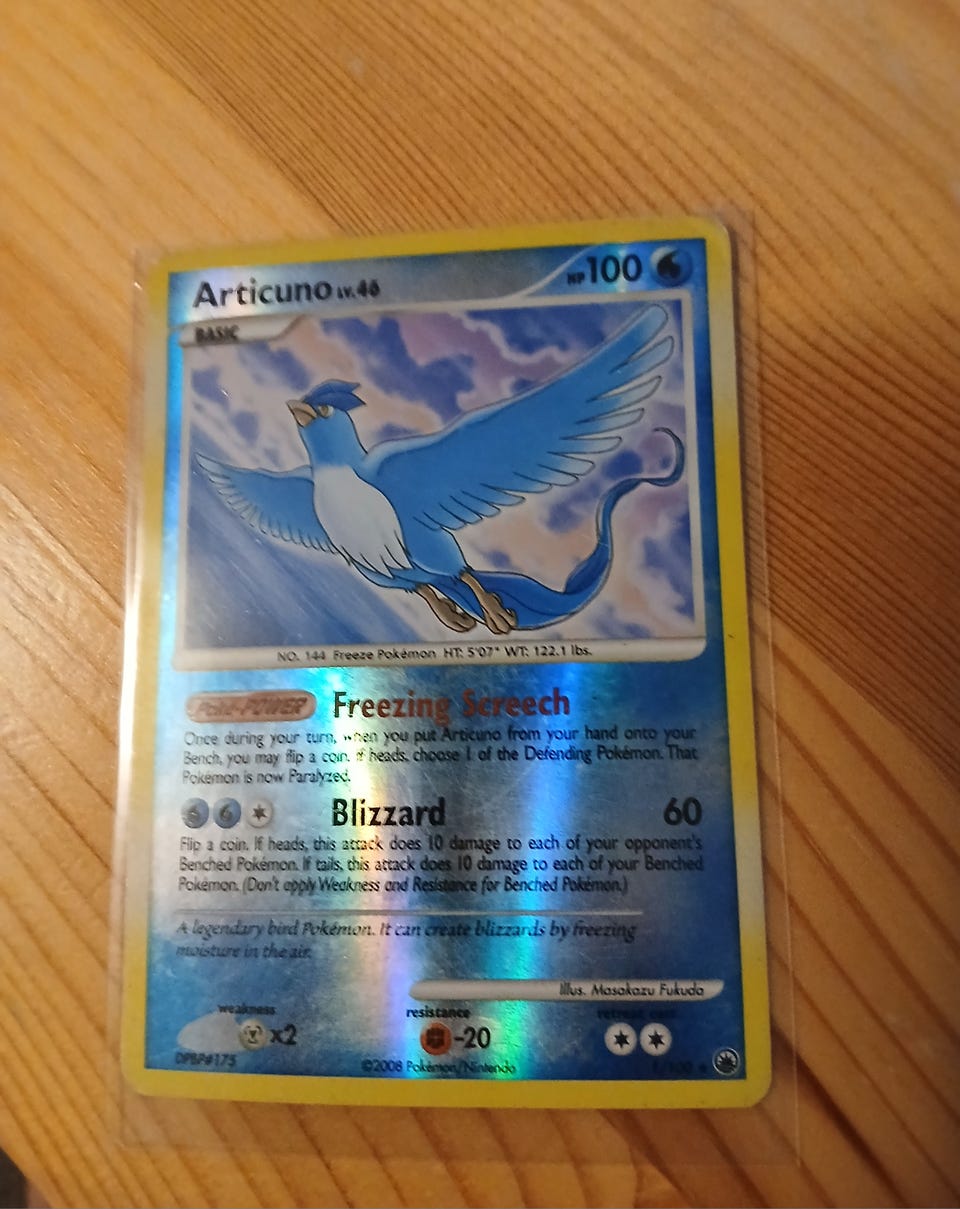 Articuno LV.46
HP 100
BASIC
NO. 144 Freeze Pokémon HT: 5'07" WT: 122.1 lbs.
Poké-POWER Freezing Screech
Once during your turn, when you put Articuno from your hand onto your
Bench, you may flip a coin. If heads, choose 1 of the Defending Pokémon. That
Pokémon is now Paralyzed.
Blizzard 60
Flip a coin. If heads, this attack does 10 damage to each of your opponent's
Benched Pokémon. If tails, this attack does 10 damage to each of your Benched
Pokémon. (Don't apply Weakness and Resistance for Benched Pokémon.)
A legendary bird Pokémon. It can create blizzards by freezing
moisture in the air.
Illus. Masakazu Fukuda
weakness resistance retreat cost
x2 -20
DPBP#175 ©2008 Pokémon/Nintendo 1/100